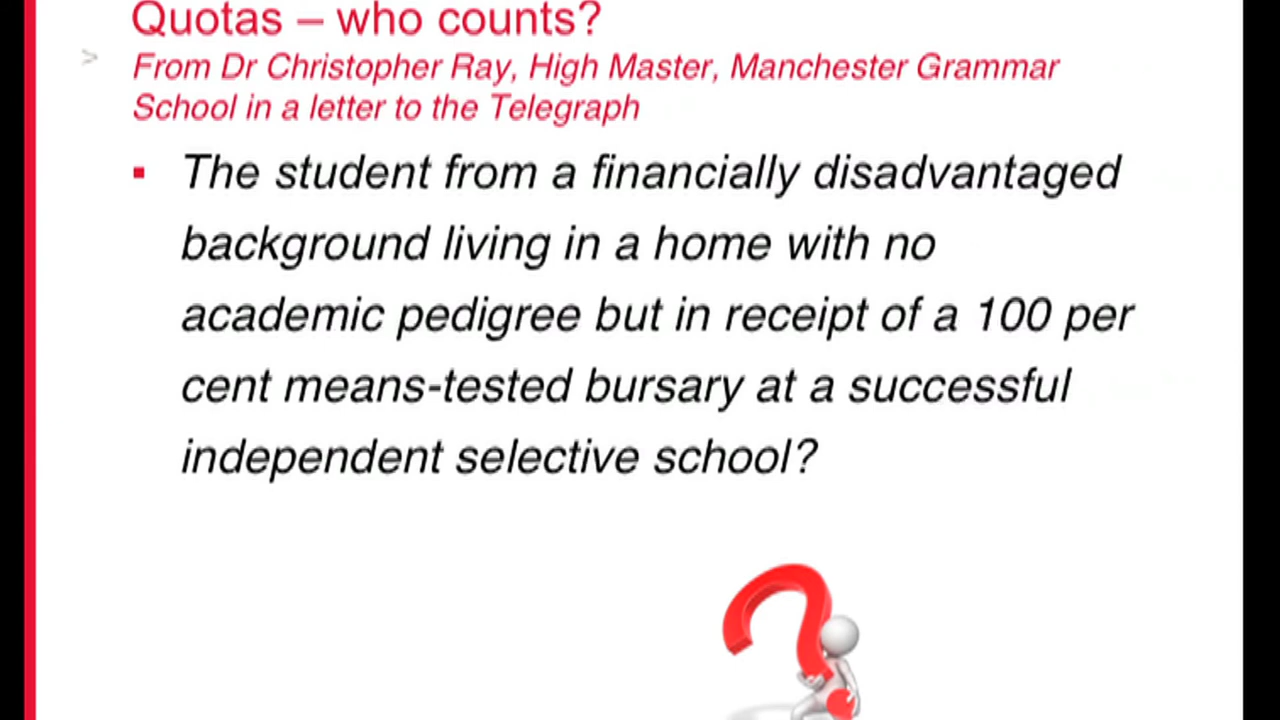 Quotas – who counts?
>
From Dr Christopher Ray, High Master, Manchester Grammar
School in a letter to the Telegraph
▪ The student from a financially disadvantaged
background living in a home with no
academic pedigree but in receipt of a 100 per
cent means-tested bursary at a successful
independent selective school?